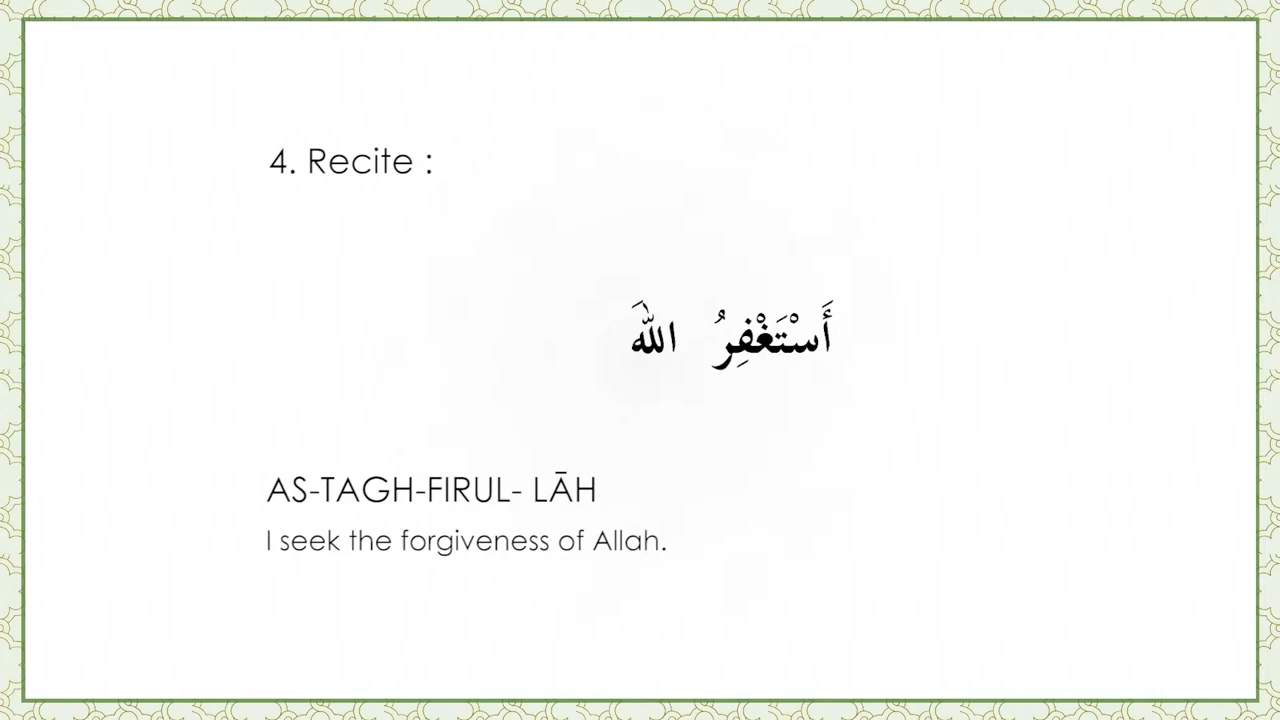 4. Recite :
أَسْتَغْفِرُ اللّٰهَ
AS-TAGH-FIRUL- LĀH
I seek the forgiveness of Allah.